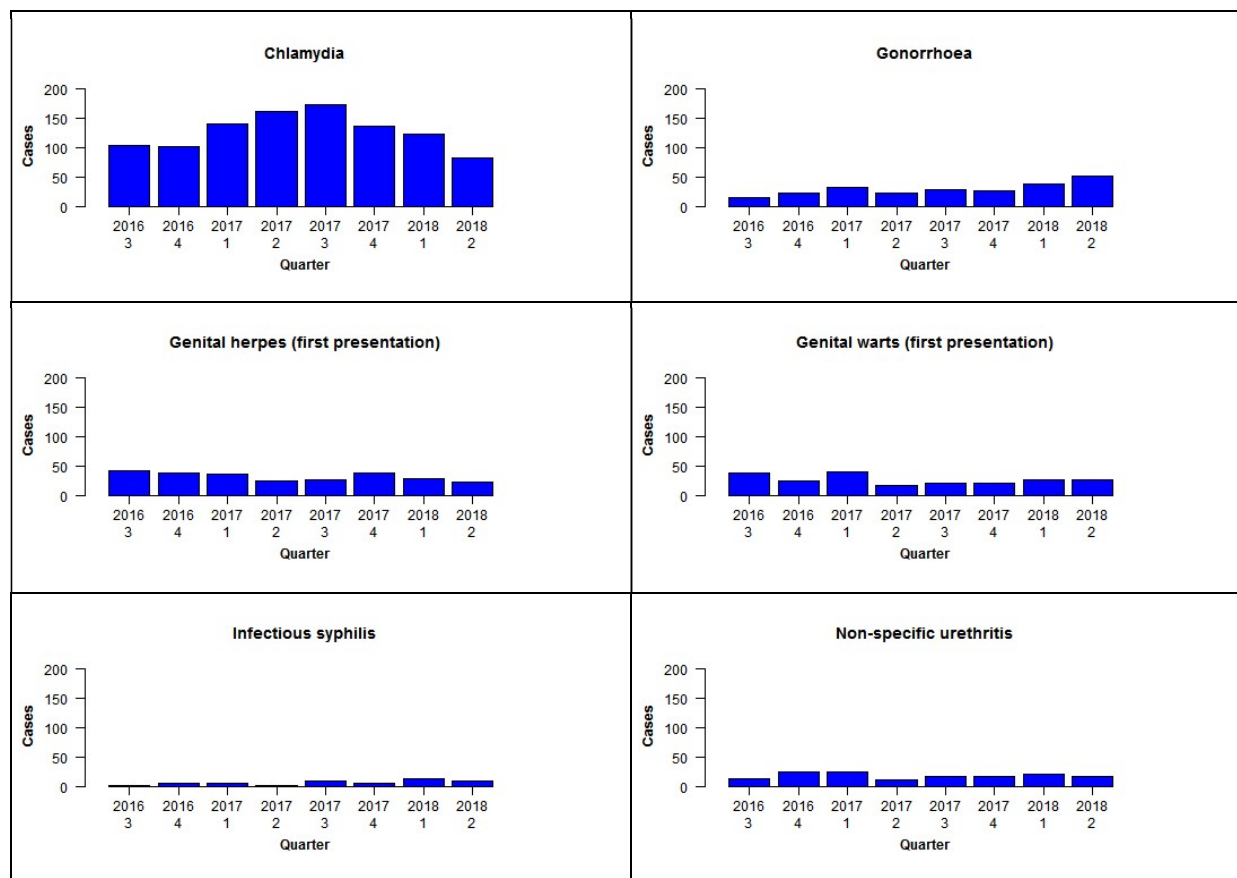 Chlamydia
200
150
100
50
0
Cases
2016 2016 2017 2017 2017 2017 2018 2018
3 4 1 2 3 4 1 2
Quarter
Gonorrhoea
200
150
100
50
0
Cases
2016 2016 2017 2017 2017 2017 2018 2018
3 4 1 2 3 4 1 2
Quarter
Genital herpes (first presentation)
200
150
100
50
0
Cases
2016 2016 2017 2017 2017 2017 2018 2018
3 4 1 2 3 4 1 2
Quarter
Genital warts (first presentation)
200
150
100
50
0
Cases
2016 2016 2017 2017 2017 2017 2018 2018
3 4 1 2 3 4 1 2
Quarter
Infectious syphilis
200
150
100
50
0
Cases
2016 2016 2017 2017 2017 2017 2018 2018
3 4 1 2 3 4 1 2
Quarter
Non-specific urethritis
200
150
100
50
0
Cases
2016 2016 2017 2017 2017 2017 2018 2018
3 4 1 2 3 4 1 2
Quarter